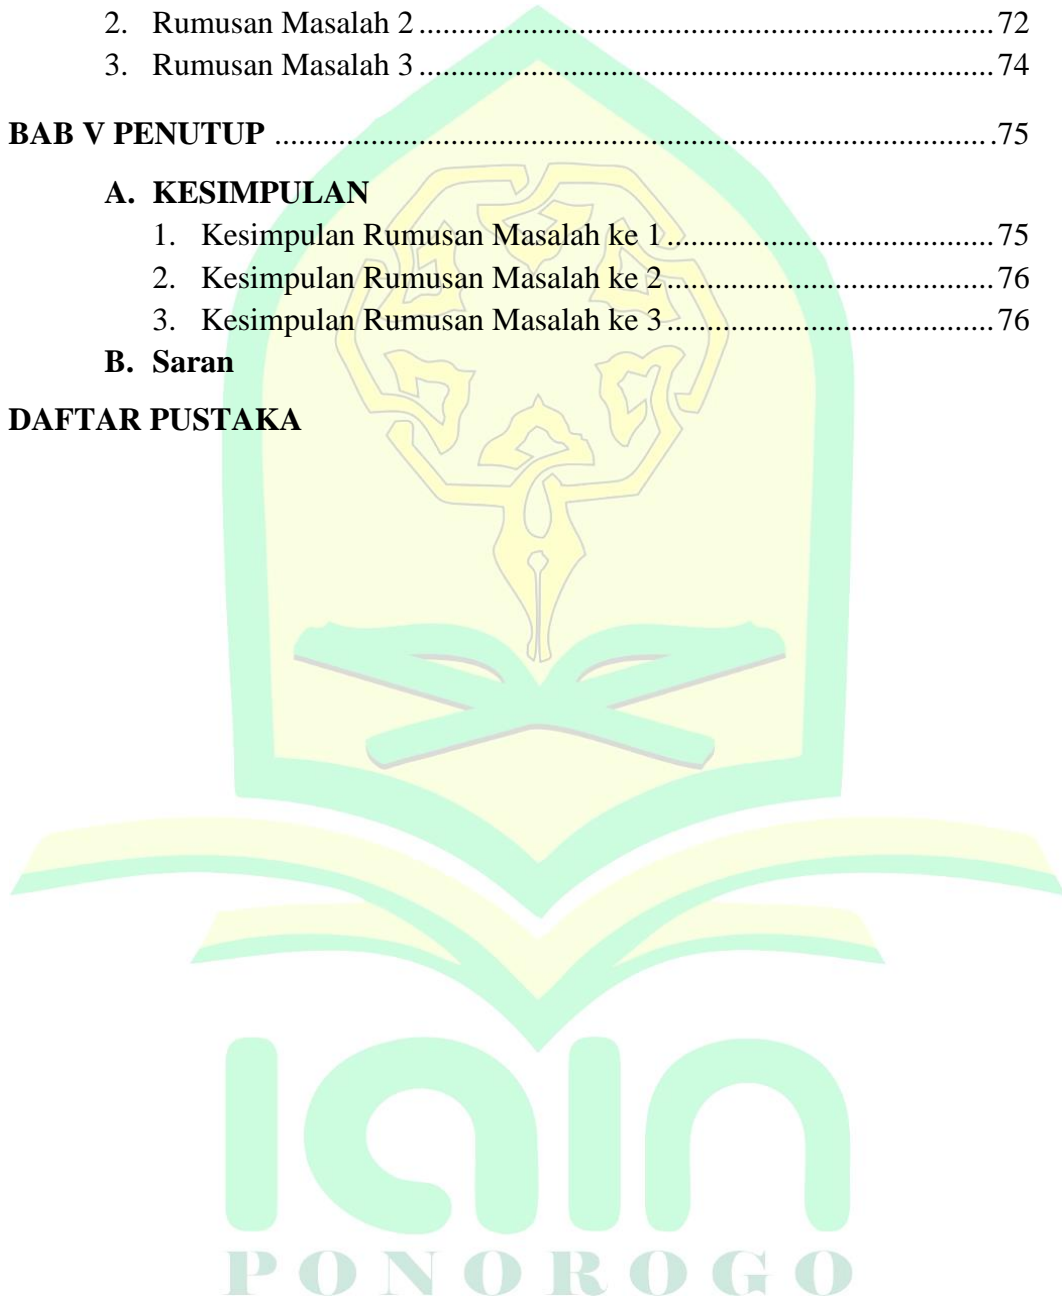 2. Rumusan Masalah 2 ........................................................................ 72
3. Rumusan Masalah 3 ........................................................................ 74
BAB V PENUTUP .......................................................................................... .75
A. KESIMPULAN
1. Kesimpulan Rumusan Masalah ke 1 ......................................... 75
2. Kesimpulan Rumusan Masalah ke 2 ......................................... 76
3. Kesimpulan Rumusan Masalah ke 3 ......................................... 76
B. Saran
DAFTAR PUSTAKA
iain
PONOROGO